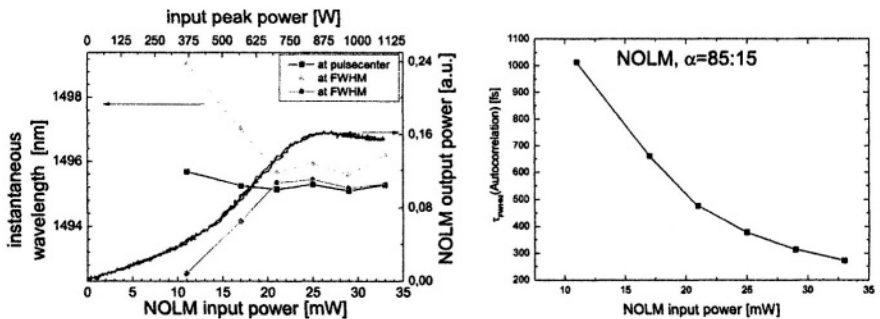 input peak power [W]
0 125 250 375 500 625 750 875 1000 1125
1498
1496
1494
instantaneous
wavelength [nm]
at pulsecenter
at FWHM
at FWHM
0,24
0,16
0,08
0,00
NOLM output power [a.u.]
0 5 10 15 20 25 30 35
NOLM input power [mW]
NOLM, α=85:15
1100
1000
900
800
700
600
500
400
300
200
τFWHM(Autocorrelation) [fs]
10 15 20 25 30 35
NOLM input power [mW]